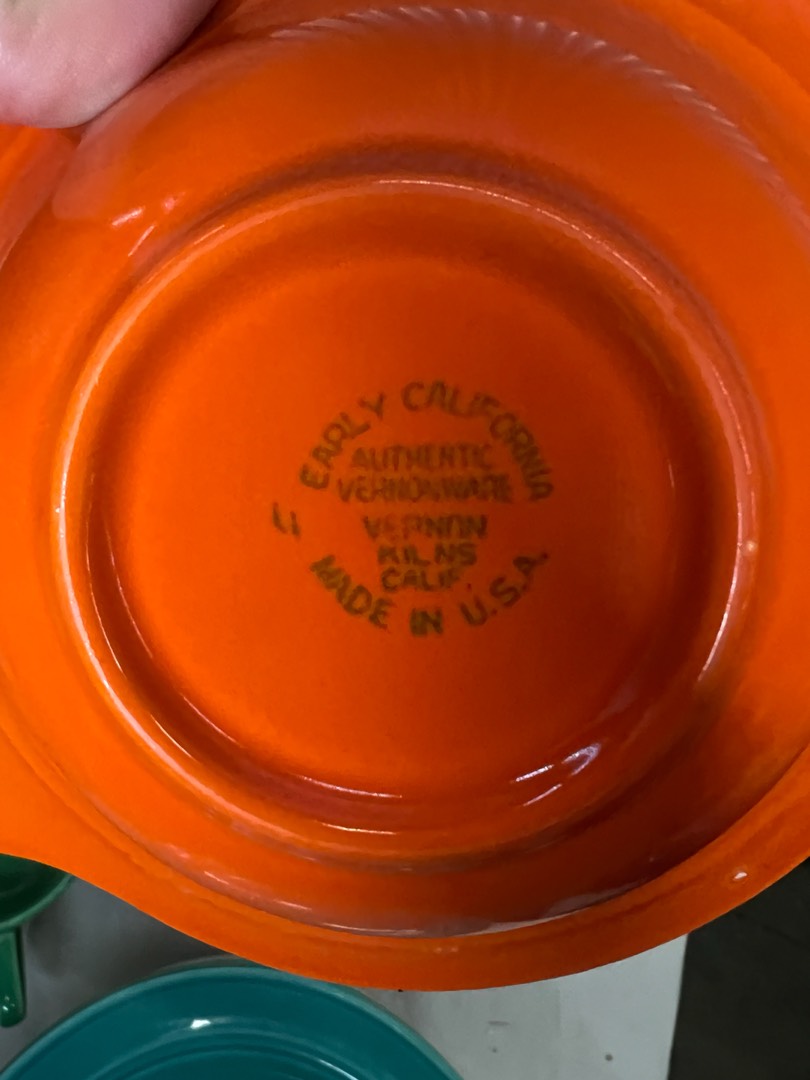 EARLY CALIFORNIA
AUTHENTIC
VERNONWARE
VERNON
KILNS
CALIF.
MADE IN U.S.A.